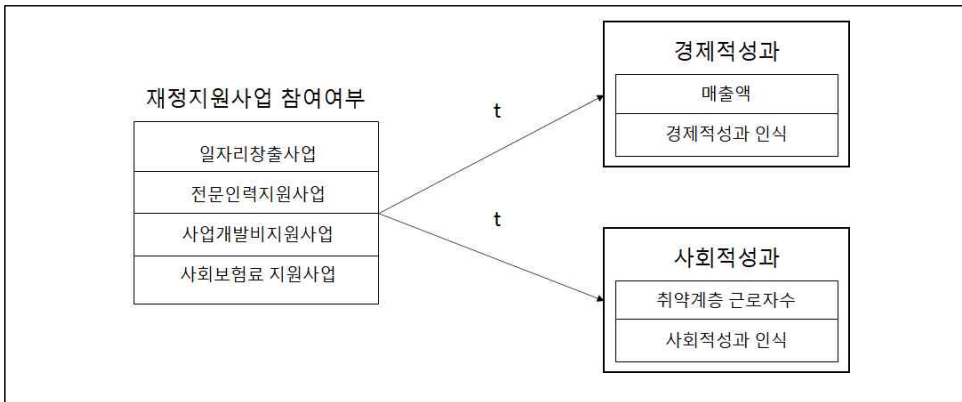 재정지원사업 참여여부
일자리창출사업
전문인력지원사업
사업개발비지원사업
사회보험료 지원사업
t
t
경제적성과
매출액
경제적성과 인식
사회적성과
취약계층 근로자수
사회적성과 인식